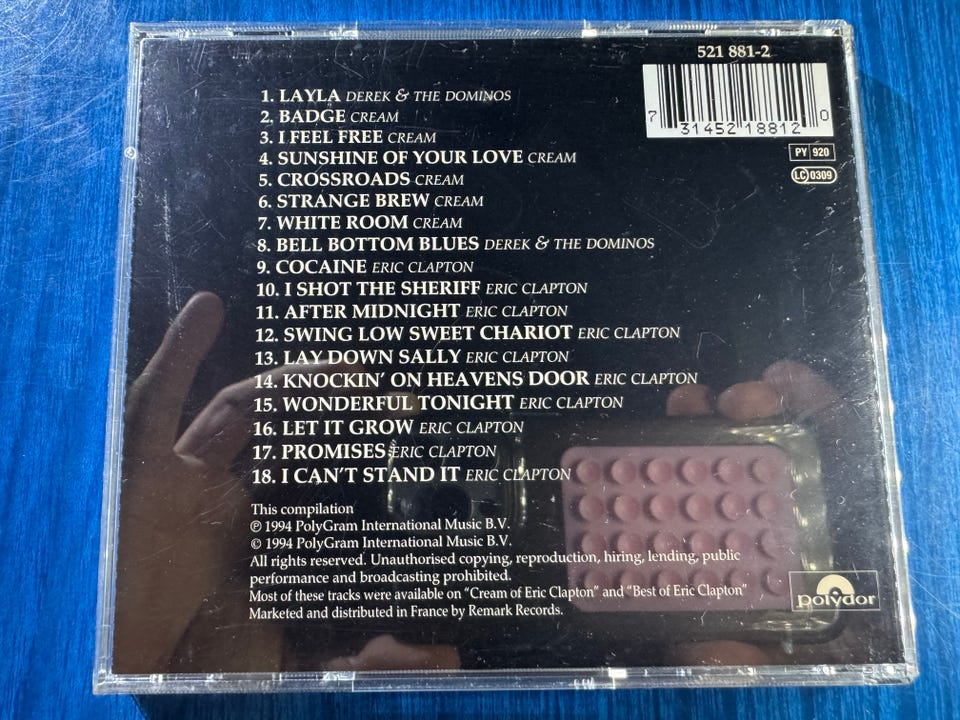 521 881-2
7 31452 18812 0
PY 920
LC 0309
1. LAYLA DEREK & THE DOMINOS
2. BADGE CREAM
3. I FEEL FREE CREAM
4. SUNSHINE OF YOUR LOVE CREAM
5. CROSSROADS CREAM
6. STRANGE BREW CREAM
7. WHITE ROOM CREAM
8. BELL BOTTOM BLUES DEREK & THE DOMINOS
9. COCAINE ERIC CLAPTON
10. I SHOT THE SHERIFF ERIC CLAPTON
11. AFTER MIDNIGHT ERIC CLAPTON
12. SWING LOW SWEET CHARIOT ERIC CLAPTON
13. LAY DOWN SALLY ERIC CLAPTON
14. KNOCKIN' ON HEAVENS DOOR ERIC CLAPTON
15. WONDERFUL TONIGHT ERIC CLAPTON
16. LET IT GROW ERIC CLAPTON
17. PROMISES ERIC CLAPTON
18. I CAN'T STAND IT ERIC CLAPTON
This compilation
℗ 1994 PolyGram International Music B.V.
© 1994 PolyGram International Music B.V.
All rights reserved. Unauthorised copying, reproduction, hiring, lending, public
performance and broadcasting prohibited.
Most of these tracks were available on "Cream of Eric Clapton" and "Best of Eric Clapton"
Marketed and distributed in France by Remark Records.
polydor